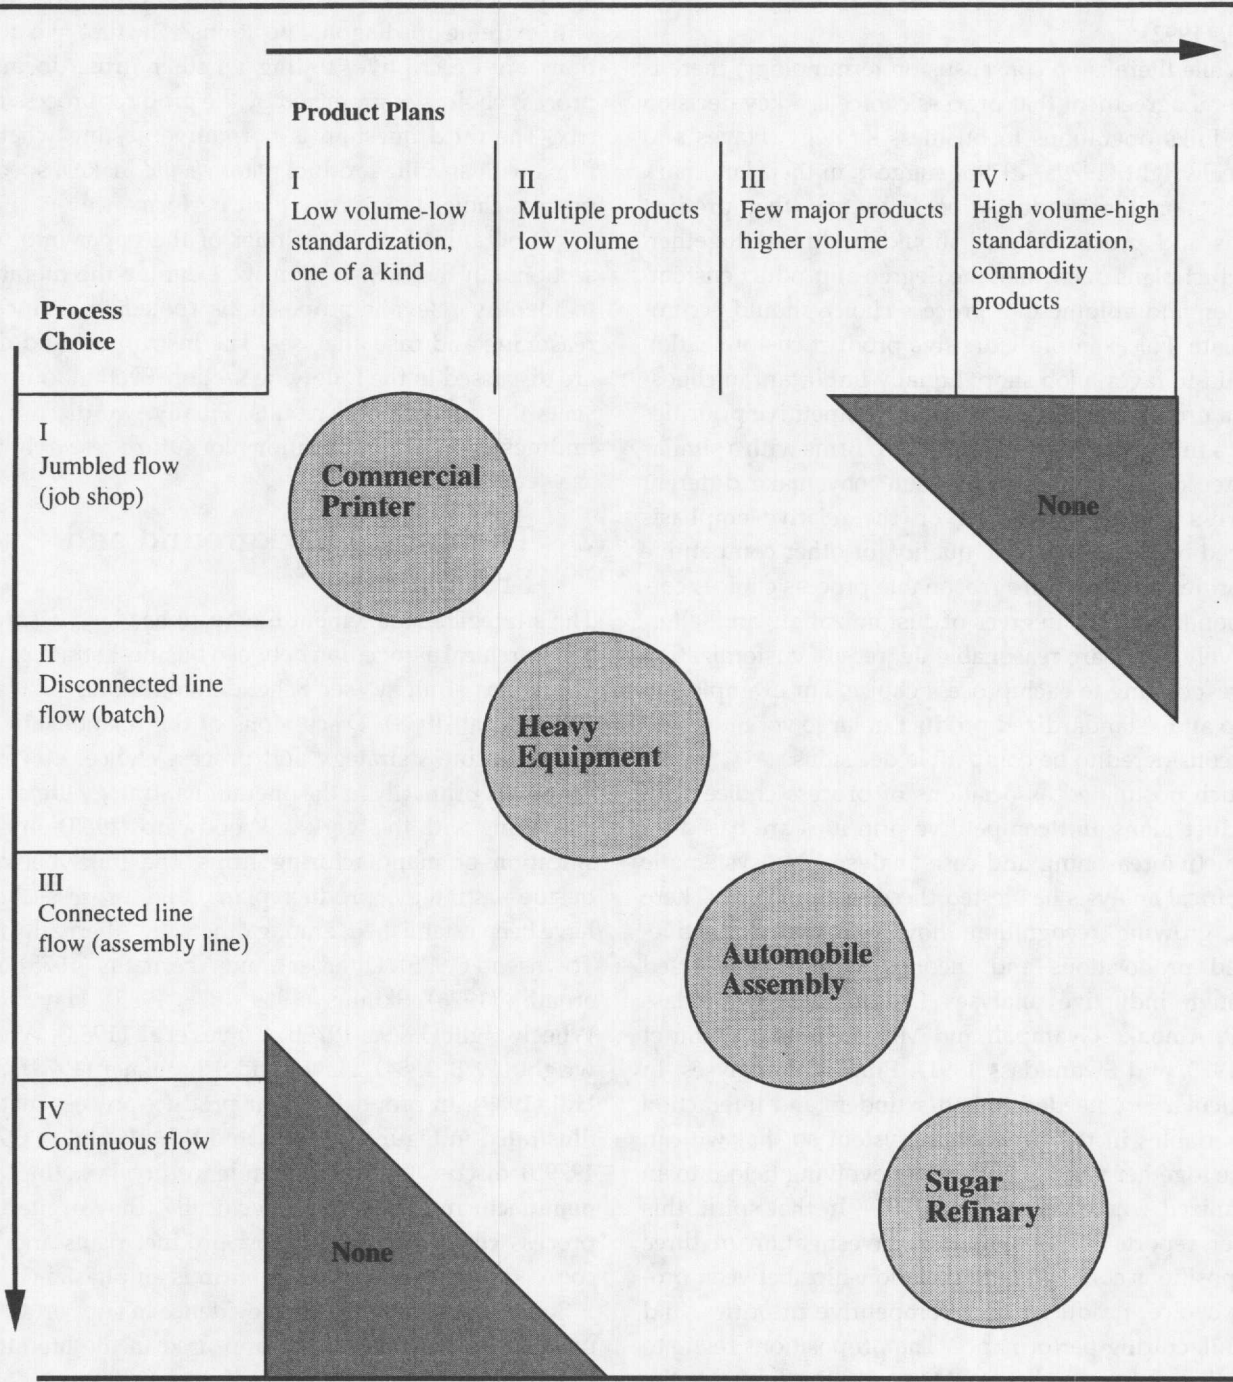 Product Plans
I
Low volume-low
standardization,
one of a kind
II
Multiple products
low volume
III
Few major products
higher volume
IV
High volume-high
standardization,
commodity
products
Process
Choice
I
Jumbled flow
(job shop)
Commercial
Printer
None
II
Disconnected line
flow (batch)
Heavy
Equipment
III
Connected line
flow (assembly line)
Automobile
Assembly
IV
Continuous flow
None
Sugar
Refinary